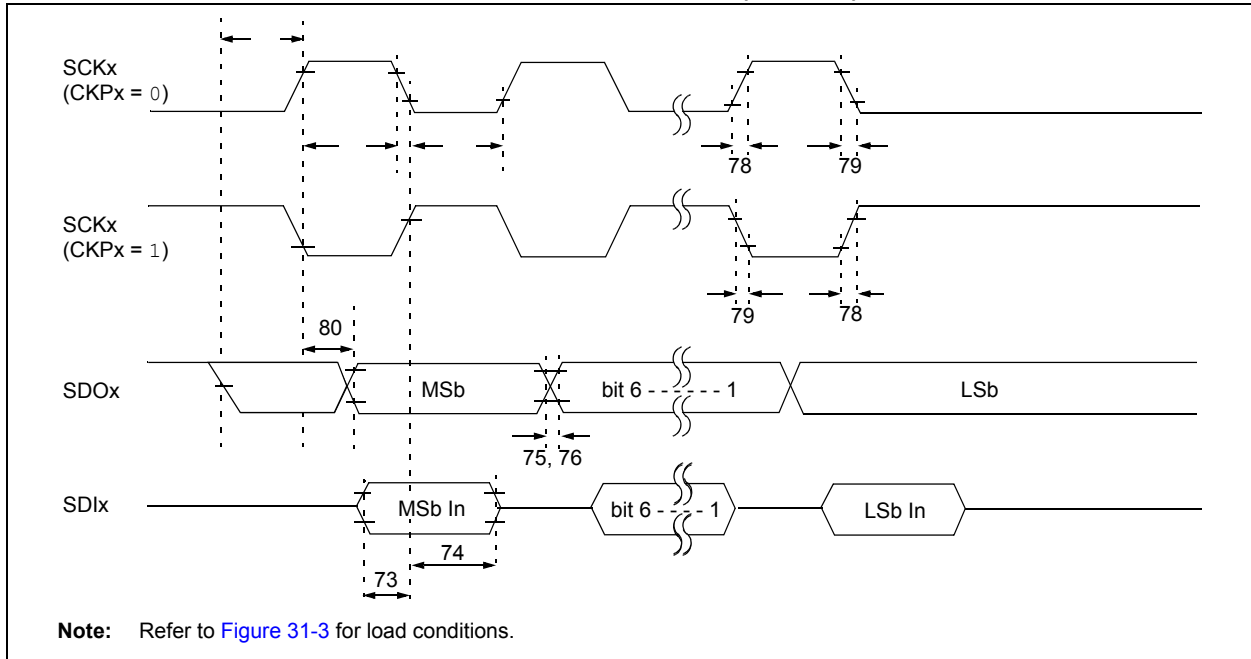 SCKx
(CKPx = 0)
78
79
SCKx
(CKPx = 1)
79
78
80
SDOx
MSb
bit 6 - - - - - - 1
LSb
75, 76
SDIx
MSb In
bit 6 - - - - 1
LSb In
74
73
Note: Refer to Figure 31-3 for load conditions.